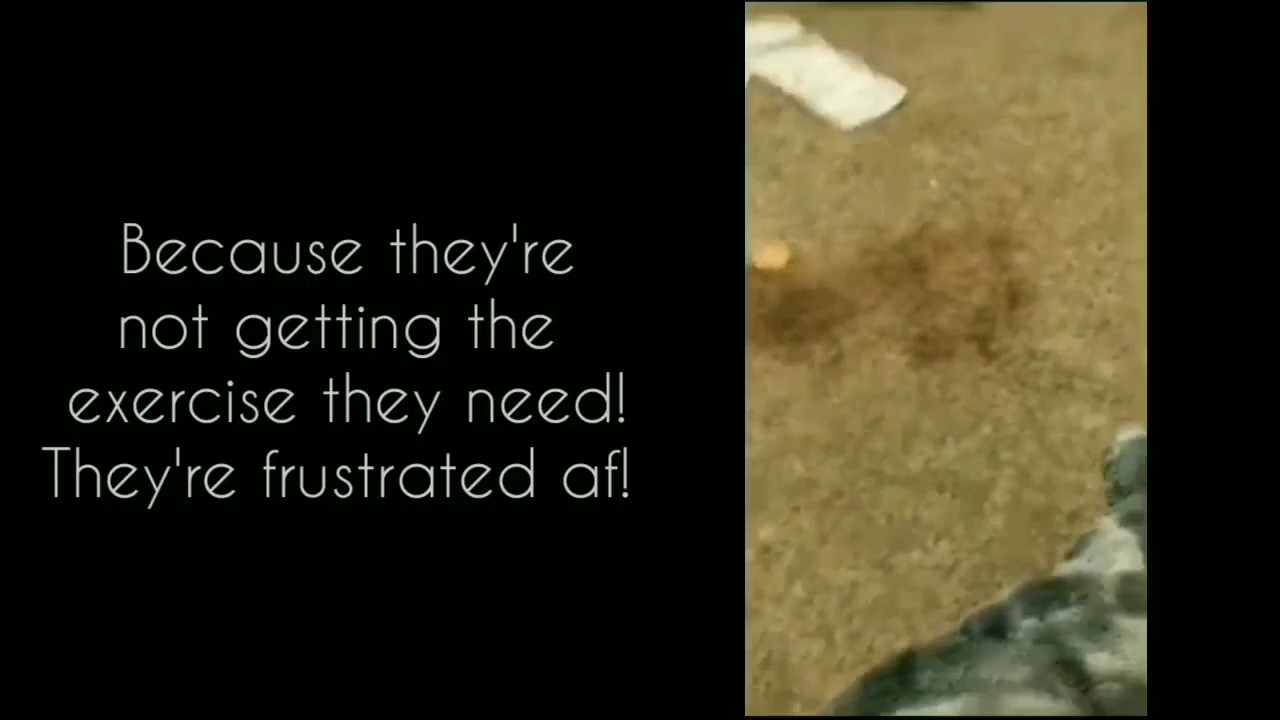 Because they're
not getting the
exercise they need!
They're frustrated af!